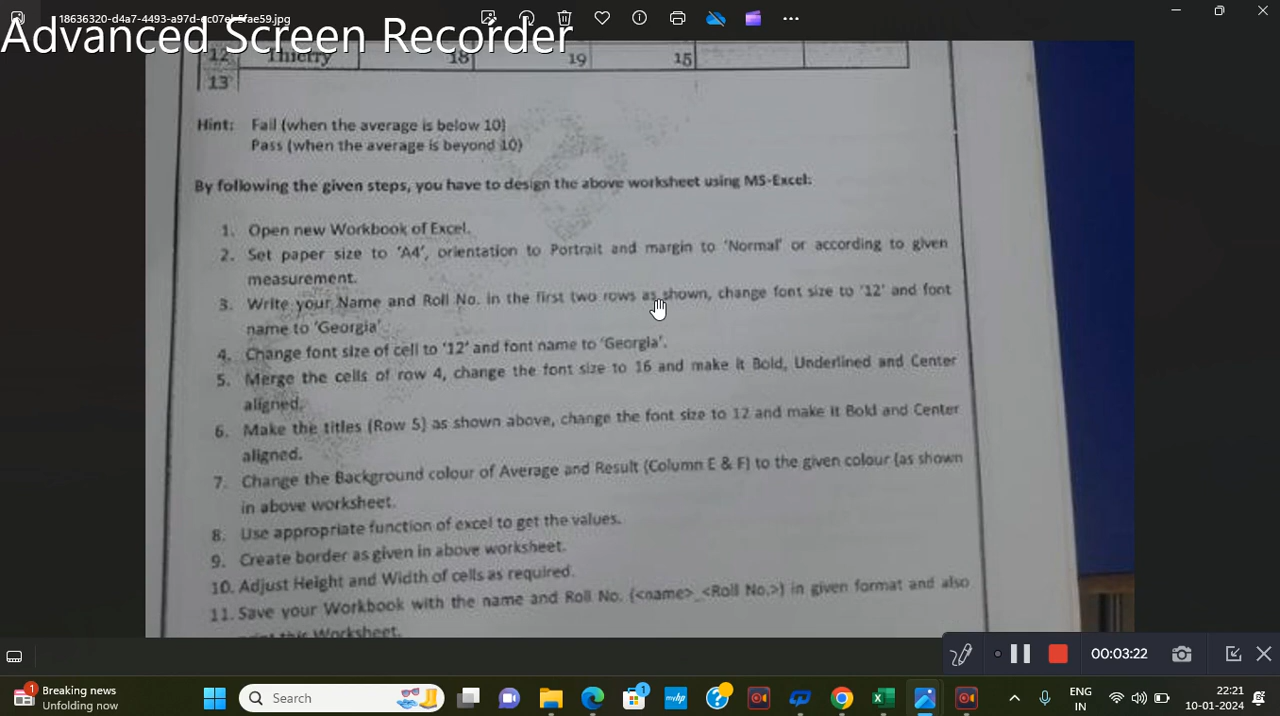 18636320-d4a7-4493-a97d-cc07eb5fae59.jpg
Advanced Screen Recorder
12 Thierry 18 19 15
13
Hint: Fail (when the average is below 10)
Pass (when the average is beyond 10)
By following the given steps, you have to design the above worksheet using MS-Excel:
1. Open new Workbook of Excel.
2. Set paper size to 'A4', orientation to Portrait and margin to 'Normal' or according to given
measurement.
3. Write your Name and Roll No. in the first two rows as shown, change font size to '12' and font
name to 'Georgia'
4. Change font size of cell to '12' and font name to 'Georgia'.
5. Merge the cells of row 4, change the font size to 16 and make it Bold, Underlined and Center
aligned.
6. Make the titles (Row 5) as shown above, change the font size to 12 and make it Bold and Center
aligned.
7. Change the Background colour of Average and Result (Column E & F) to the given colour (as shown
in above worksheet.
8. Use appropriate function of excel to get the values.
9. Create border as given in above worksheet.
10. Adjust Height and Width of cells as required.
11. Save your Workbook with the name and Roll No. (<name>_<Roll No.>) in given format and also
print this Worksheet.
00:03:22
1
Breaking news
Unfolding now
Search
1
hp
ENG
IN
22:21
10-01-2024